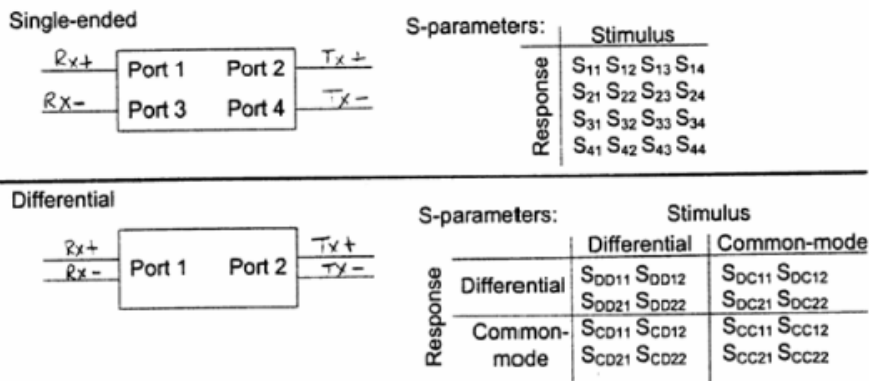 Single-ended
Rx+ Port 1 Port 2 Tx+
Rx- Port 3 Port 4 Tx-
S-parameters:
Stimulus
Response
S11 S12 S13 S14
S21 S22 S23 S24
S31 S32 S33 S34
S41 S42 S43 S44
Differential
Rx+ Tx+
Rx- Port 1 Port 2 Tx-
S-parameters:
Stimulus
Differential Common-mode
Response
Differential SDD11 SDD12 SDC11 SDC12
SDD21 SDD22 SDC21 SDC22
Common- SCD11 SCD12 SCC11 SCC12
mode SCD21 SCD22 SCC21 SCC22